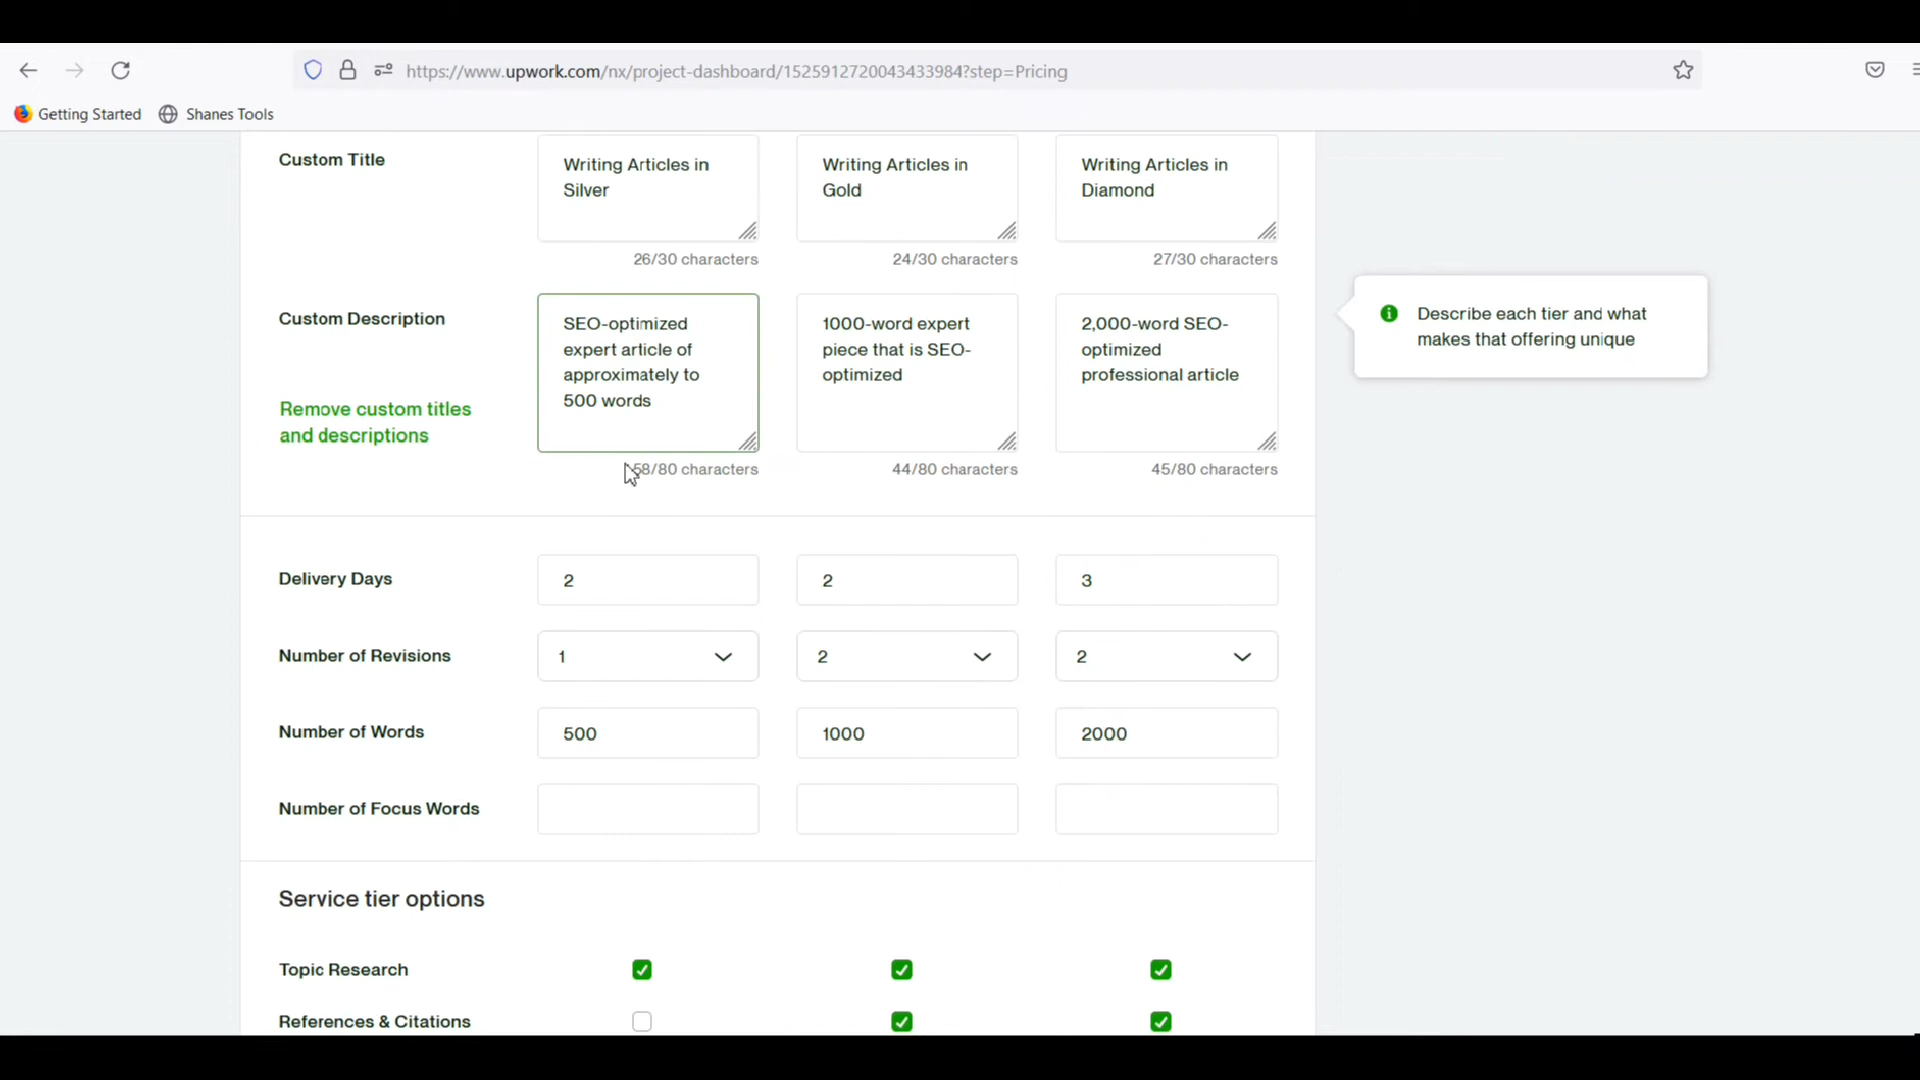 https://www.upwork.com/nx/project-dashboard/1525912720043433984?step=Pricing
Getting Started
Shanes Tools
Custom Title
Writing Articles in
Silver
26/30 characters
Writing Articles in
Gold
24/30 characters
Writing Articles in
Diamond
27/30 characters
Custom Description
Remove custom titles
and descriptions
SEO-optimized
expert article of
approximately to
500 words
58/80 characters
1000-word expert
piece that is SEO-
optimized
44/80 characters
2,000-word SEO-
optimized
professional article
45/80 characters
Describe each tier and what
makes that offering unique
Delivery Days
2
2
3
Number of Revisions
1
2
2
Number of Words
500
1000
2000
Number of Focus Words
Service tier options
Topic Research
References & Citations